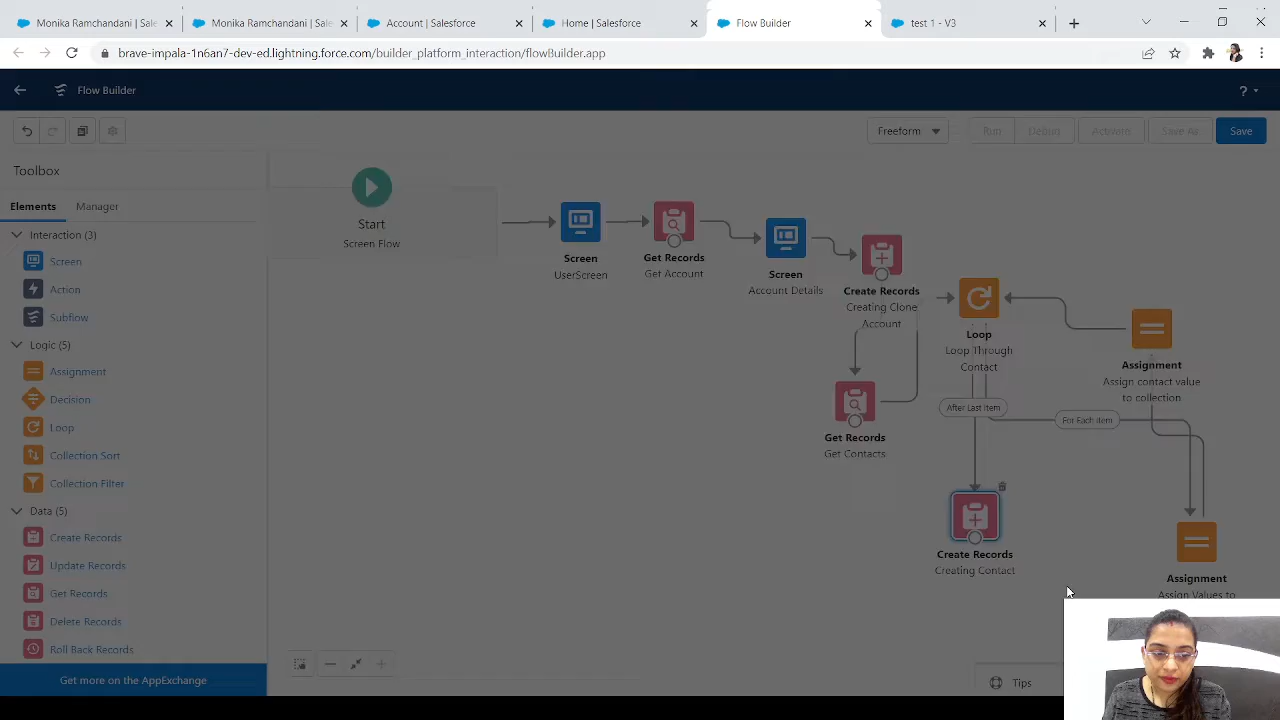 Monika Ramchandani | Sale
Monika Ramchandani | Sale
Account | Salesforce
Home | Salesforce
Flow Builder
test 1 - V3
brave-impala-1n6an7-dev-ed.lightning.force.com/builder_platform_interaction/flowBuilder.app
Flow Builder
?
Freeform
Run
Debug
Activate
Save As
Save
Toolbox
Elements
Manager
Interaction (3)
Screen
Action
Subflow
Logic (5)
Assignment
Decision
Loop
Collection Sort
Collection Filter
Data (5)
Create Records
Update Records
Get Records
Delete Records
Roll Back Records
Get more on the AppExchange
Start
Screen Flow
Screen
UserScreen
Get Records
Get Account
Screen
Account Details
Create Records
Creating Clone
Account
Loop
Loop Through
Contact
Assignment
Assign contact value
to collection
After Last Item
For Each Item
Get Records
Get Contacts
Create Records
Creating Contact
Assignment
Assign Values to
Tips